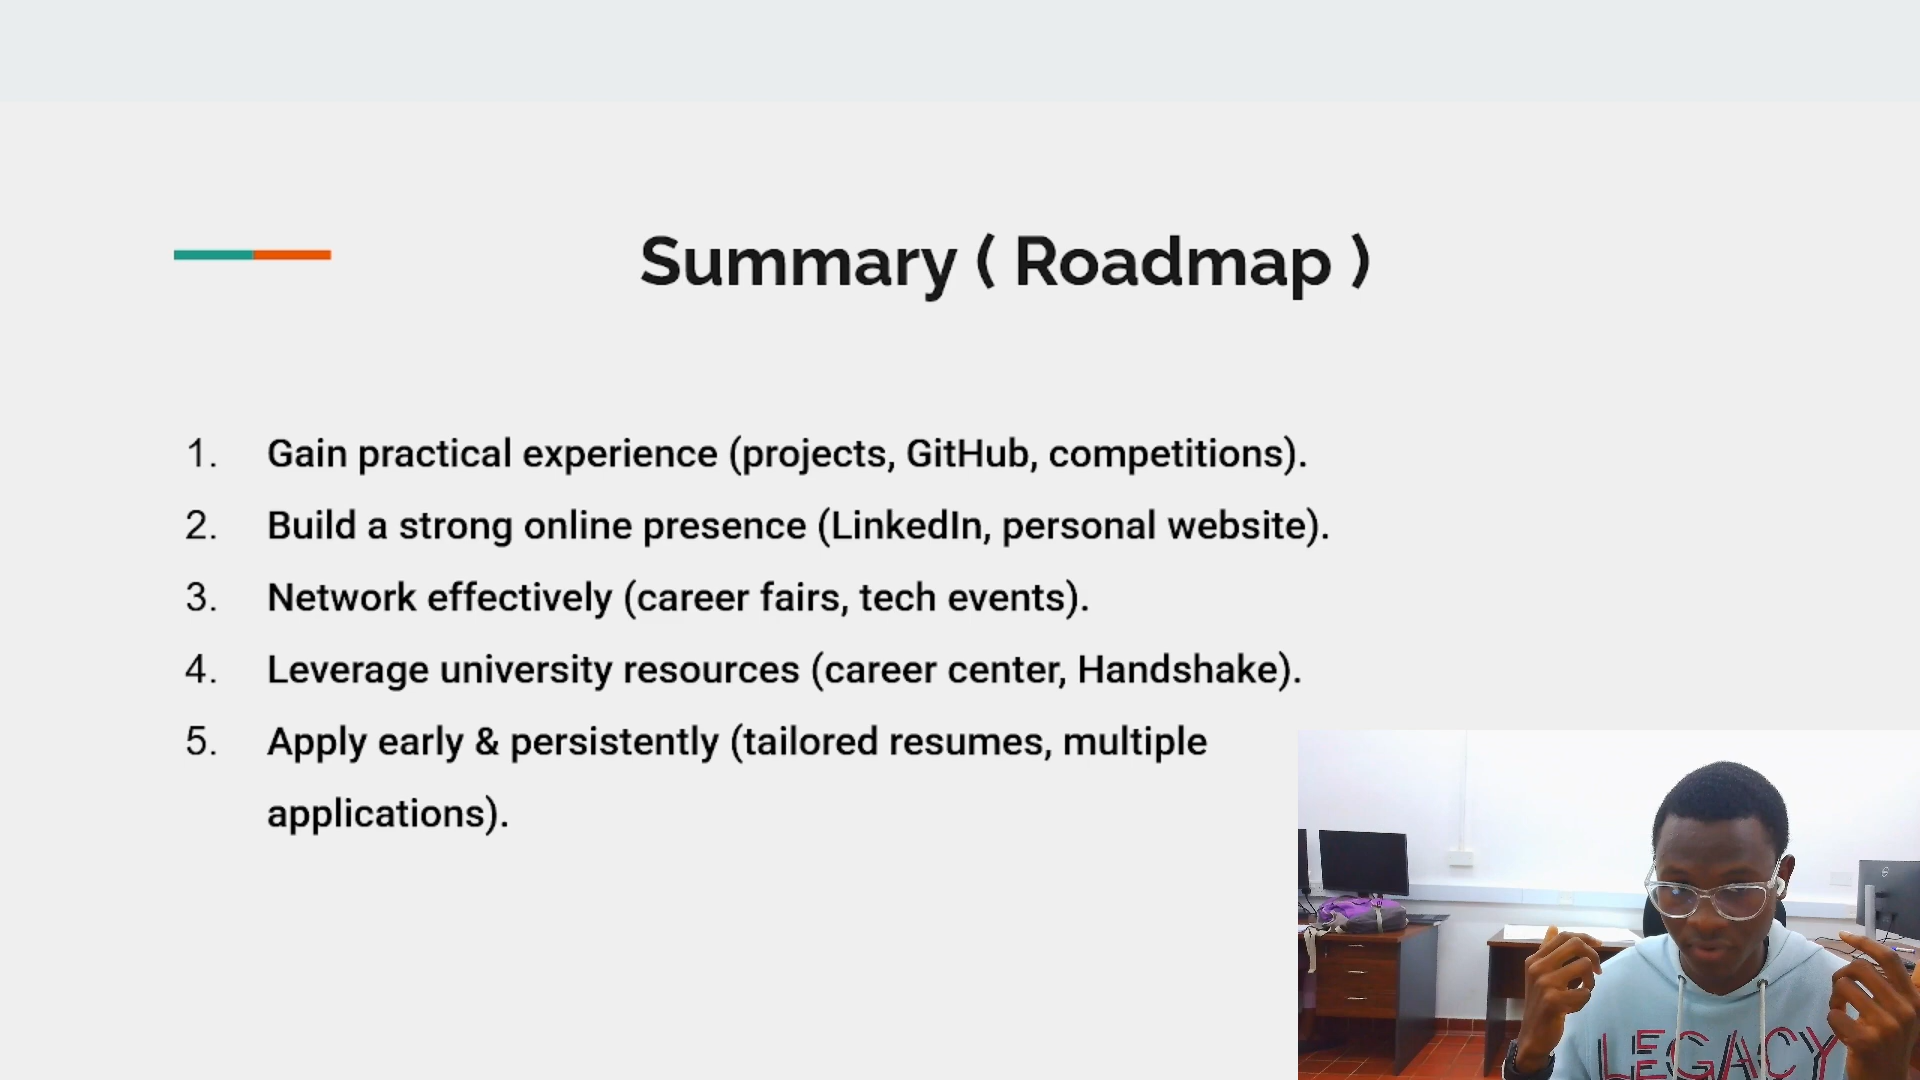 Summary ( Roadmap )
1. Gain practical experience (projects, GitHub, competitions).
2. Build a strong online presence (LinkedIn, personal website).
3. Network effectively (career fairs, tech events).
4. Leverage university resources (career center, Handshake).
5. Apply early & persistently (tailored resumes, multiple
applications).
LEGACY